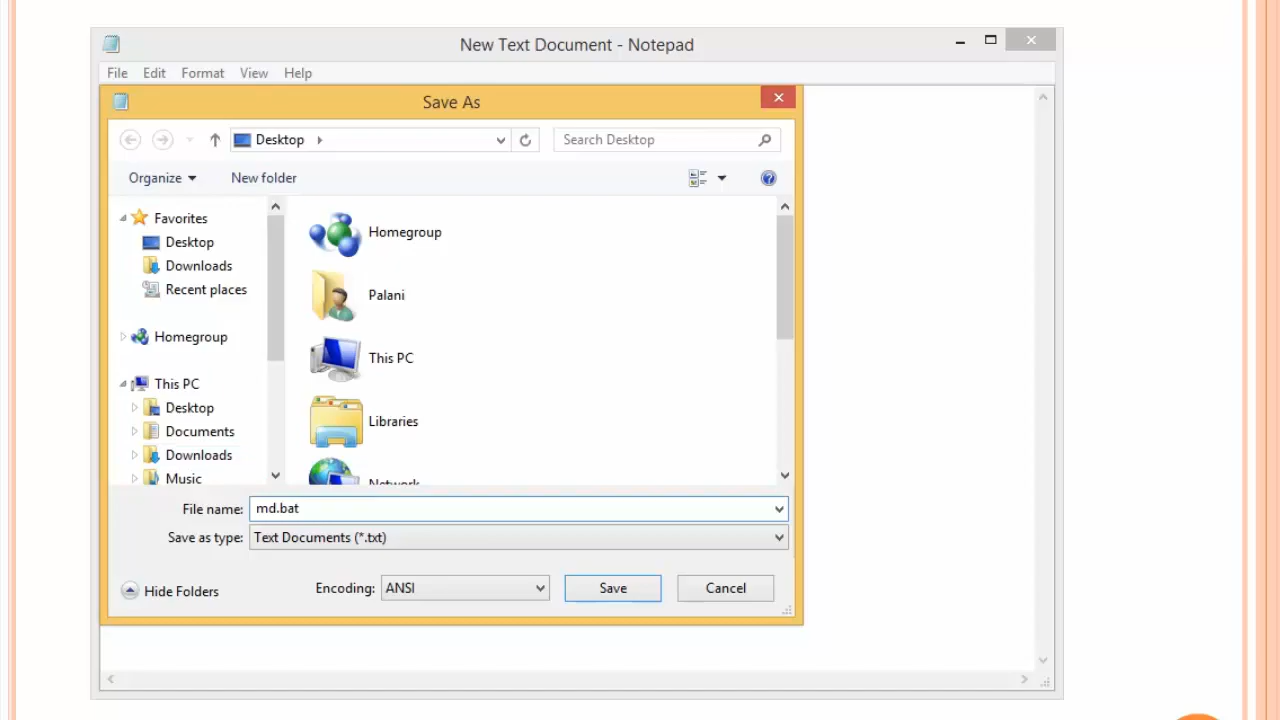 New Text Document - Notepad
File Edit Format View Help
Save As
Desktop
Search Desktop
Organize
New folder
Favorites
Desktop
Downloads
Recent places
Homegroup
This PC
Desktop
Documents
Downloads
Music
Homegroup
Palani
This PC
Libraries
Network
File name: md.bat
Save as type: Text Documents (*.txt)
Hide Folders
Encoding: ANSI
Save
Cancel